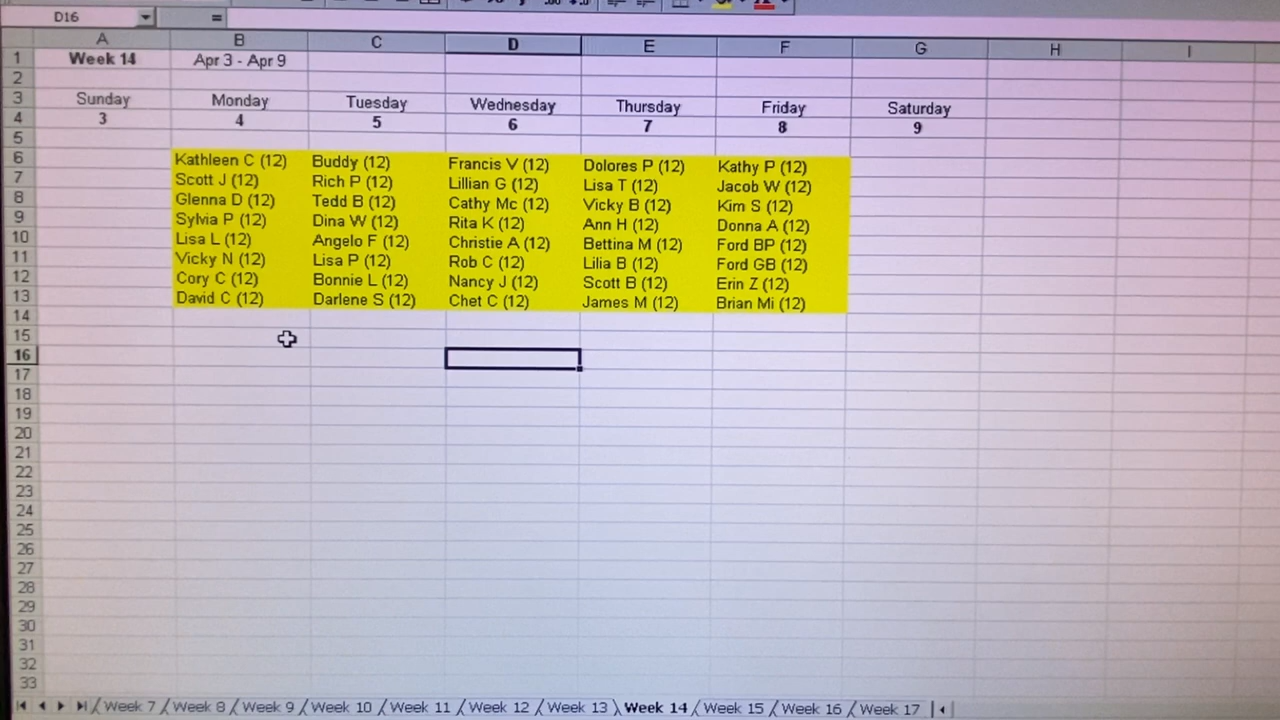 D16 =
A B C D E F G H I
1 Week 14 Apr 3 - Apr 9
2
3 Sunday Monday Tuesday Wednesday Thursday Friday Saturday
4 3 4 5 6 7 8 9
5
6 Kathleen C (12) Buddy (12) Francis V (12) Dolores P (12) Kathy P (12)
7 Scott J (12) Rich P (12) Lillian G (12) Lisa T (12) Jacob W (12)
8 Glenna D (12) Tedd B (12) Cathy Mc (12) Vicky B (12) Kim S (12)
9 Sylvia P (12) Dina W (12) Rita K (12) Ann H (12) Donna A (12)
10 Lisa L (12) Angelo F (12) Christie A (12) Bettina M (12) Ford BP (12)
11 Vicky N (12) Lisa P (12) Rob C (12) Lilia B (12) Ford GB (12)
12 Cory C (12) Bonnie L (12) Nancy J (12) Scott B (12) Erin Z (12)
13 David C (12) Darlene S (12) Chet C (12) James M (12) Brian Mi (12)
14
15
16
17
18
19
20
21
22
23
24
25
26
27
28
29
30
31
32
33
Week 7 Week 8 Week 9 Week 10 Week 11 Week 12 Week 13 Week 14 Week 15 Week 16 Week 17